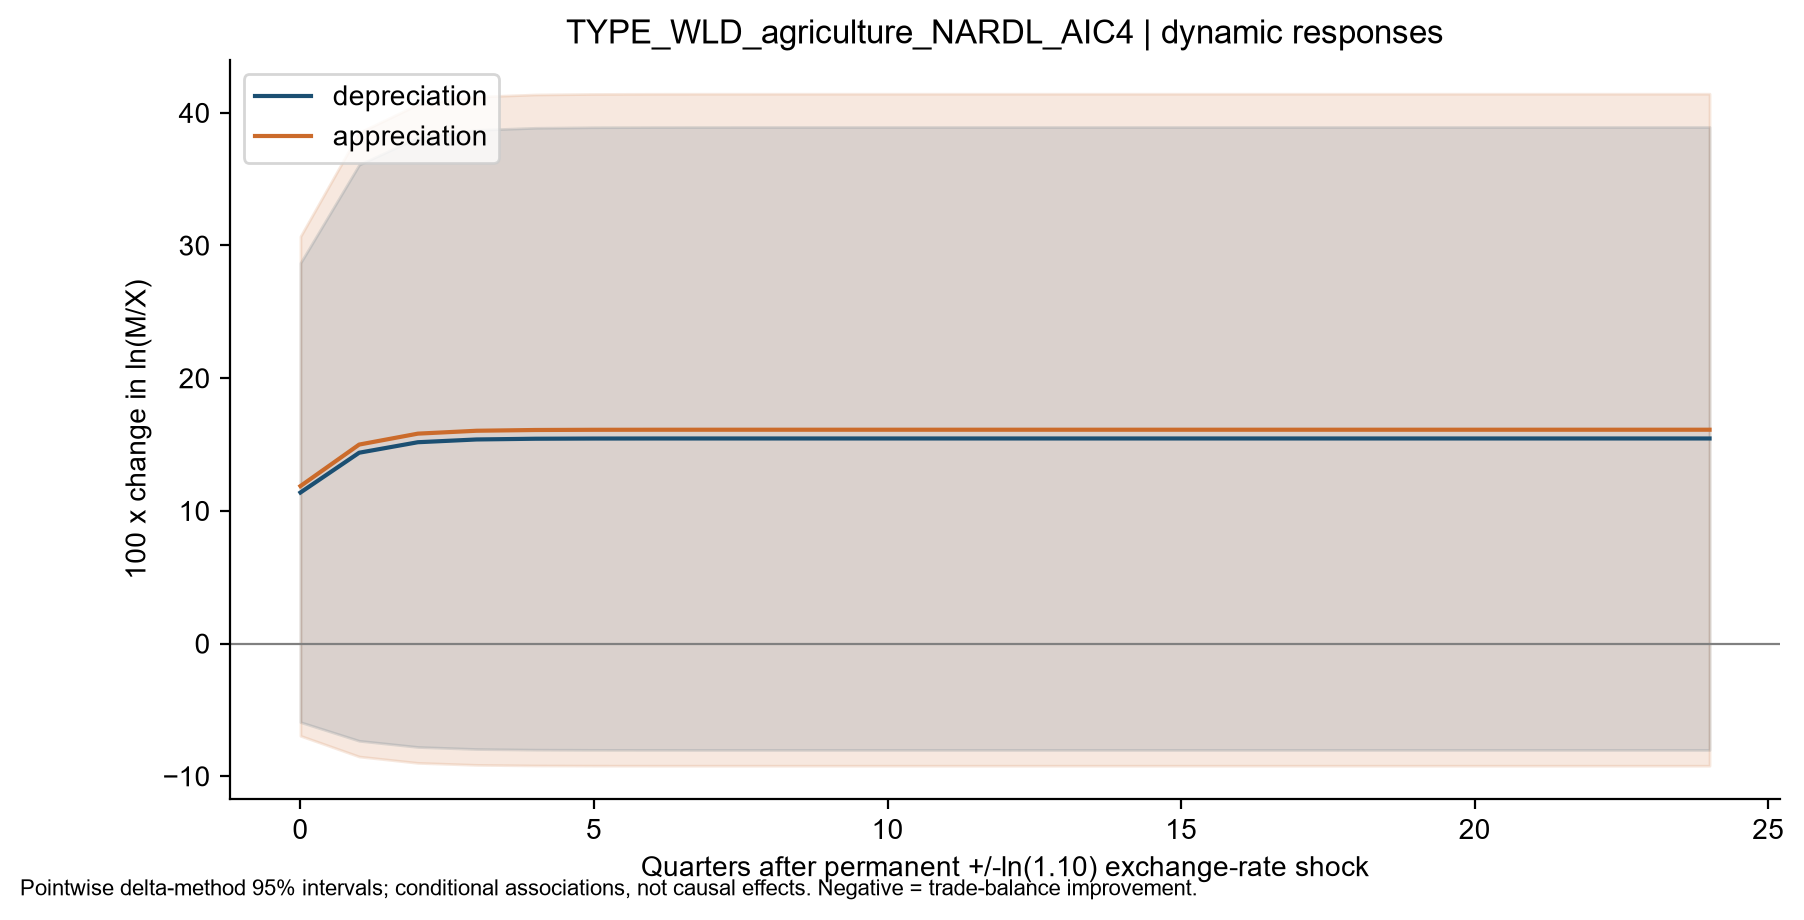 TYPE_WLD_agriculture_NARDL_AIC4 | dynamic responses
depreciation
appreciation
100 x change in ln(M/X)
40
30
20
10
0
−10
0 5 10 15 20 25
Quarters after permanent +/-ln(1.10) exchange-rate shock
Pointwise delta-method 95% intervals; conditional associations, not causal effects. Negative = trade-balance improvement.